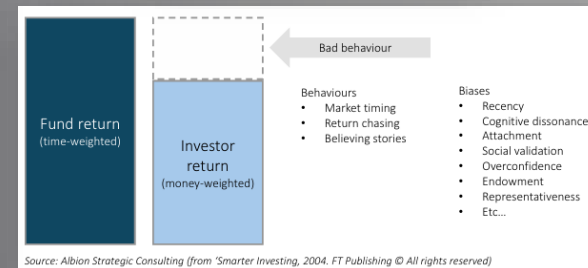 Bad behaviour
Fund return
(time-weighted)
Investor
return
(money-weighted)
Behaviours
• Market timing
• Return chasing
• Believing stories
Biases
• Recency
• Cognitive dissonance
• Attachment
• Social validation
• Overconfidence
• Endowment
• Representativeness
• Etc...
Source: Albion Strategic Consulting (from ‘Smarter Investing, 2004. FT Publishing © All rights reserved)